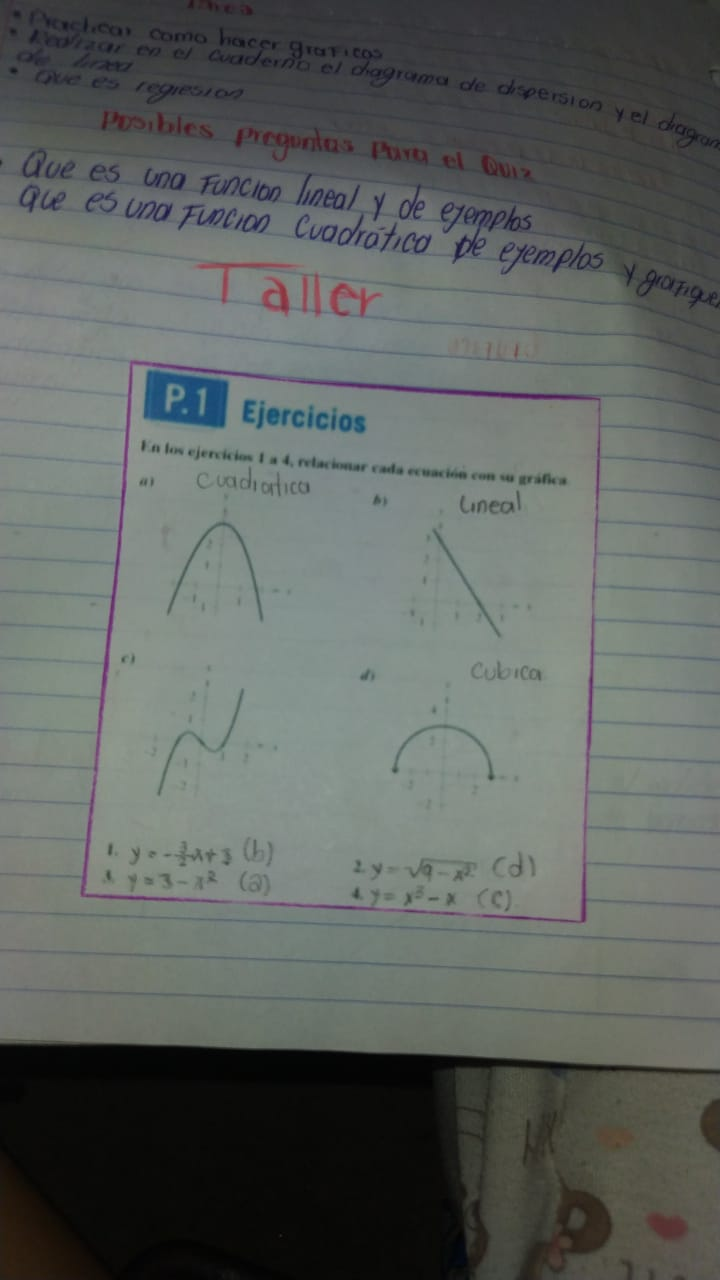 Tarea
• Practicar como hacer graficos
• Realizar en el cuaderno el diagrama de dispersion y el diagram
de linea
• Que es regresion
Posibles Preguntas Para el Quiz
• Que es una Funcion lineal y de ejemplos
Que es una Funcion Cuadrática de ejemplos y grafique
Taller
P.1 Ejercicios
En los ejercicios 1 a 4, relacionar cada ecuación con su gráfica.
a) Cuadratica
b) Lineal
c)
d) Cubica
1. y = -3/2x + 3 (b)
2. y = √9 - x² (d)
3. y = 3 - x² (a)
4. y = x³ - x (c)